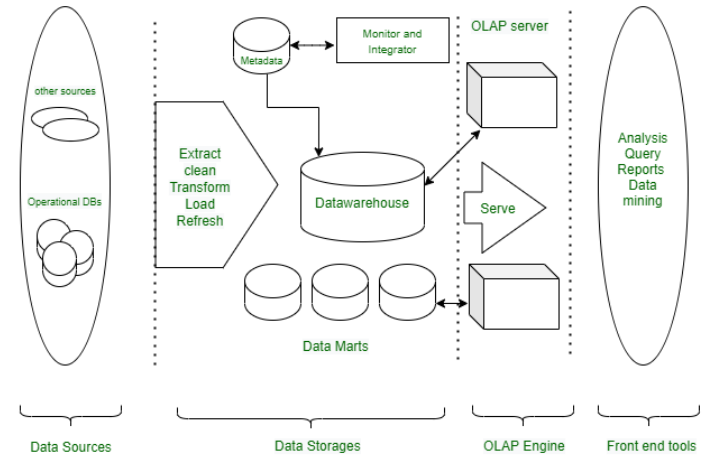 OLAP server
Monitor and
Integrator
Metadata
other sources
Extract
clean
Transform
Load
Refresh
Analysis
Query
Reports
Data
mining
Operational DBs
Datawarehouse
Serve
Data Marts
Data Sources
Data Storages
OLAP Engine
Front end tools